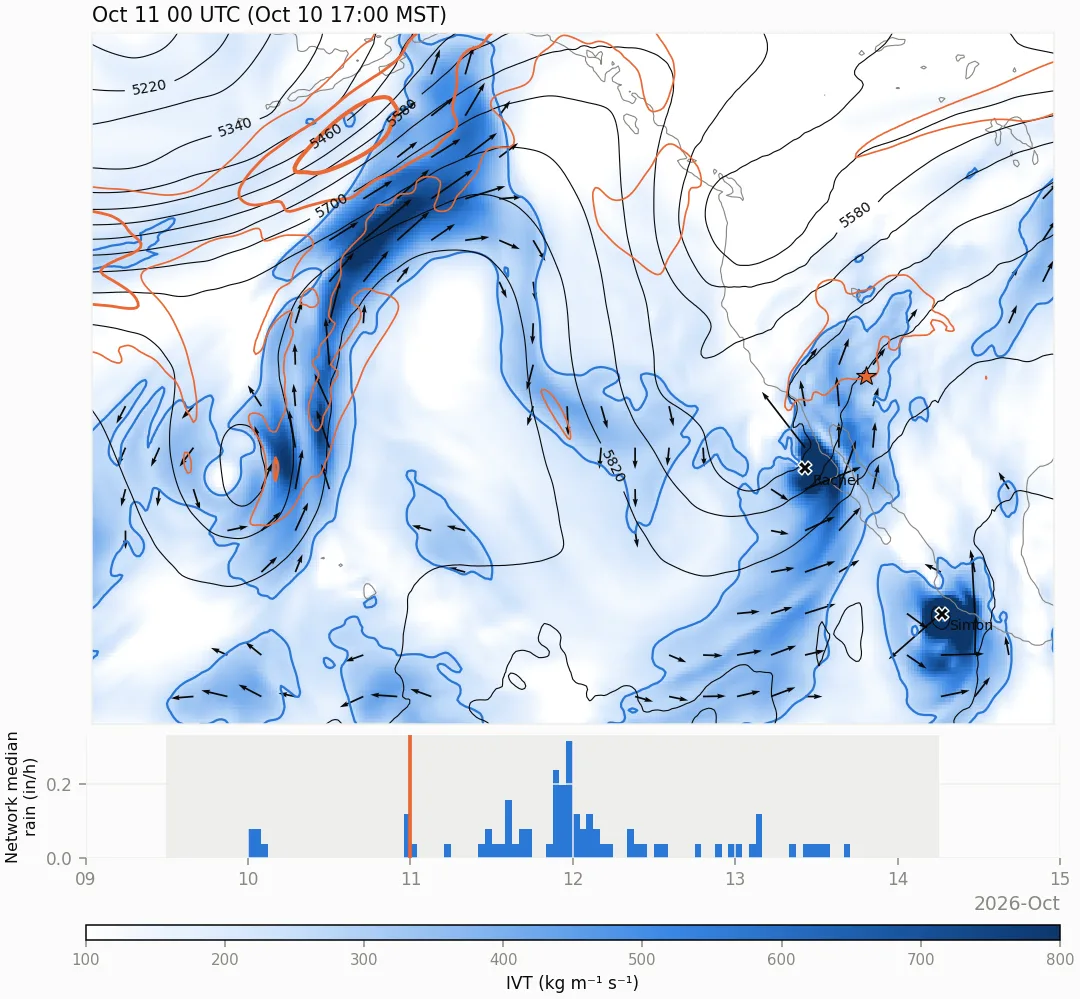 Oct 11 00 UTC (Oct 10 17:00 MST)
5220
5340
5460
5580
5700
5580
5820
Rachel
Simon
Network median
rain (in/h)
0.2
0.0
09 10 11 12 13 14 15
2026-Oct
100 200 300 400 500 600 700 800
IVT (kg m⁻¹ s⁻¹)